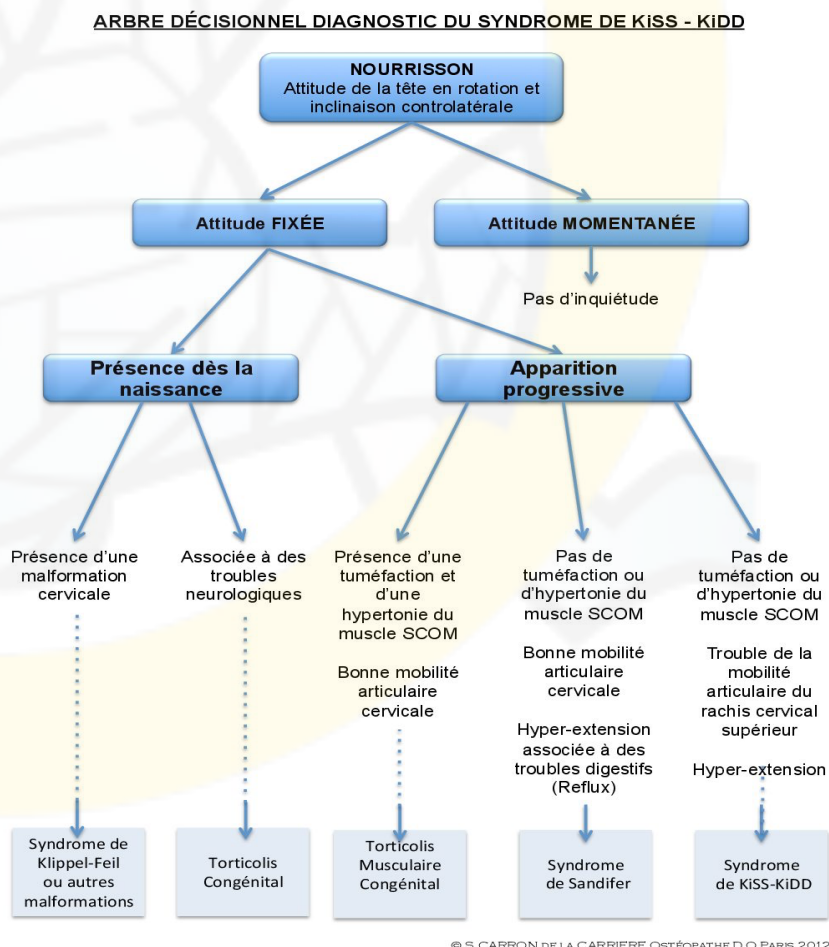 ARBRE DÉCISIONNEL DIAGNOSTIC DU SYNDROME DE KiSS - KiDD
NOURRISSON
Attitude de la tête en rotation et
inclinaison controlatérale
Attitude FIXÉE
Attitude MOMENTANÉE
Pas d'inquiétude
Présence dès la
naissance
Apparition
progressive
Présence d'une
malformation
cervicale
Associée à des
troubles
neurologiques
Présence d'une
tuméfaction et
d'une
hypertonie du
muscle SCOM
Bonne mobilité
articulaire
cervicale
Pas de
tuméfaction ou
d'hypertonie du
muscle SCOM
Bonne mobilité
articulaire
cervicale
Hyper-extension
associée à des
troubles digestifs
(Reflux)
Pas de
tuméfaction ou
d'hypertonie du
muscle SCOM
Trouble de la
mobilité
articulaire du
rachis cervical
supérieur
Hyper-extension
Syndrome de
Klippel-Feil
ou autres
malformations
Torticolis
Congénital
Torticolis
Musculaire
Congénital
Syndrome
de Sandifer
Syndrome
de KiSS-KiDD
© S.CARRON DE LA CARRIERE OSTÉOPATHE D.O PARIS 2012